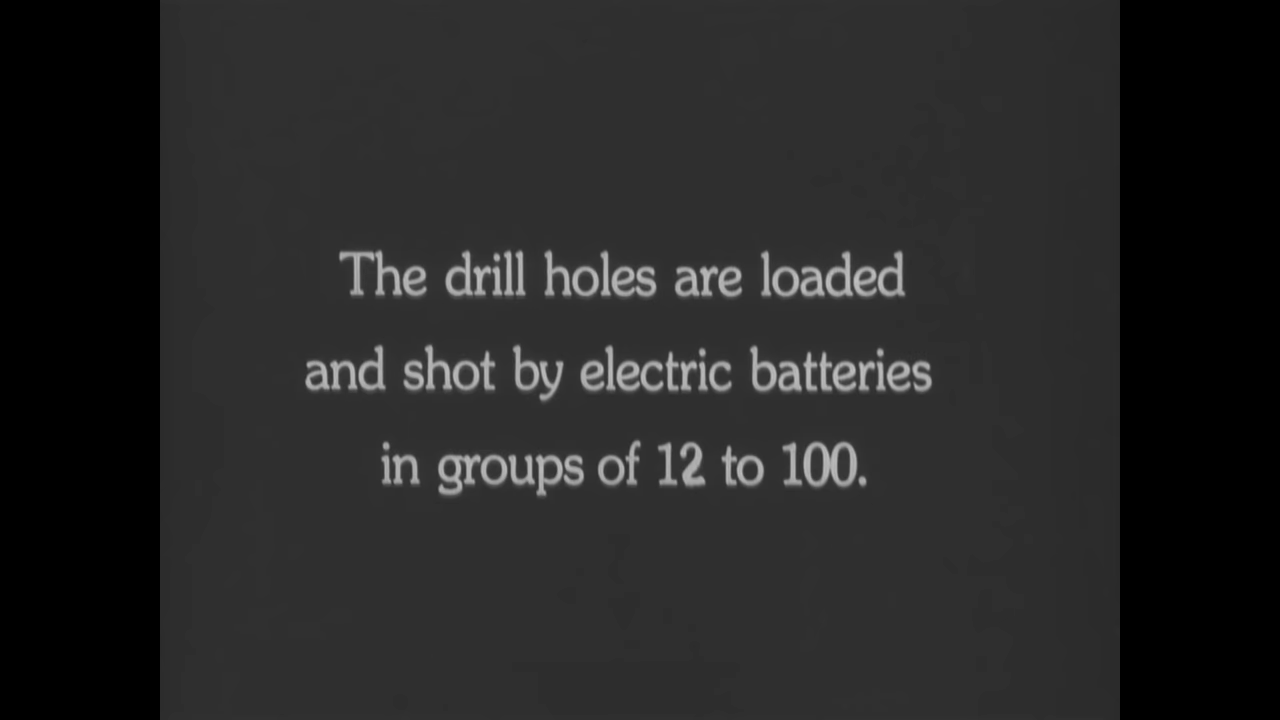 The drill holes are loaded
and shot by electric batteries
in groups of 12 to 100.